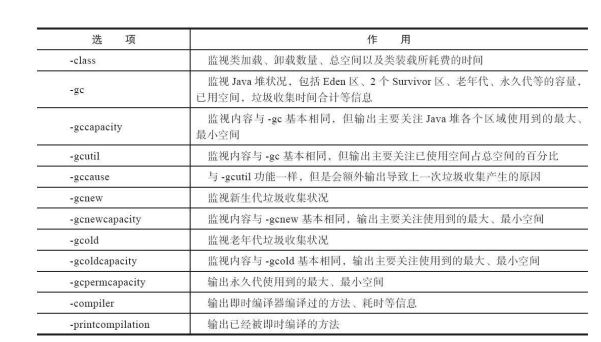 选 项 作 用
-class 监视类加载、卸载数量、总空间以及类装载所耗费的时间
-gc 监视 Java 堆状况，包括 Eden 区、2 个 Survivor 区、老年代、永久代等的容量，
已用空间，垃圾收集时间合计等信息
-gccapacity 监视内容与 -gc 基本相同，但输出主要关注 Java 堆各个区域使用到的最大、
最小空间
-gcutil 监视内容与 -gc 基本相同，但输出主要关注已使用空间占总空间的百分比
-gccause 与 -gcutil 功能一样，但是会额外输出导致上一次垃圾收集产生的原因
-gcnew 监视新生代垃圾收集状况
-gcnewcapacity 监视内容与 -gcnew 基本相同，输出主要关注使用到的最大、最小空间
-gcold 监视老年代垃圾收集状况
-gcoldcapacity 监视内容与 -gcold 基本相同，输出主要关注使用到的最大、最小空间
-gcpermcapacity 输出永久代使用到的最大、最小空间
-compiler 输出即时编译器编译过的方法、耗时等信息
-printcompilation 输出已经被即时编译的方法